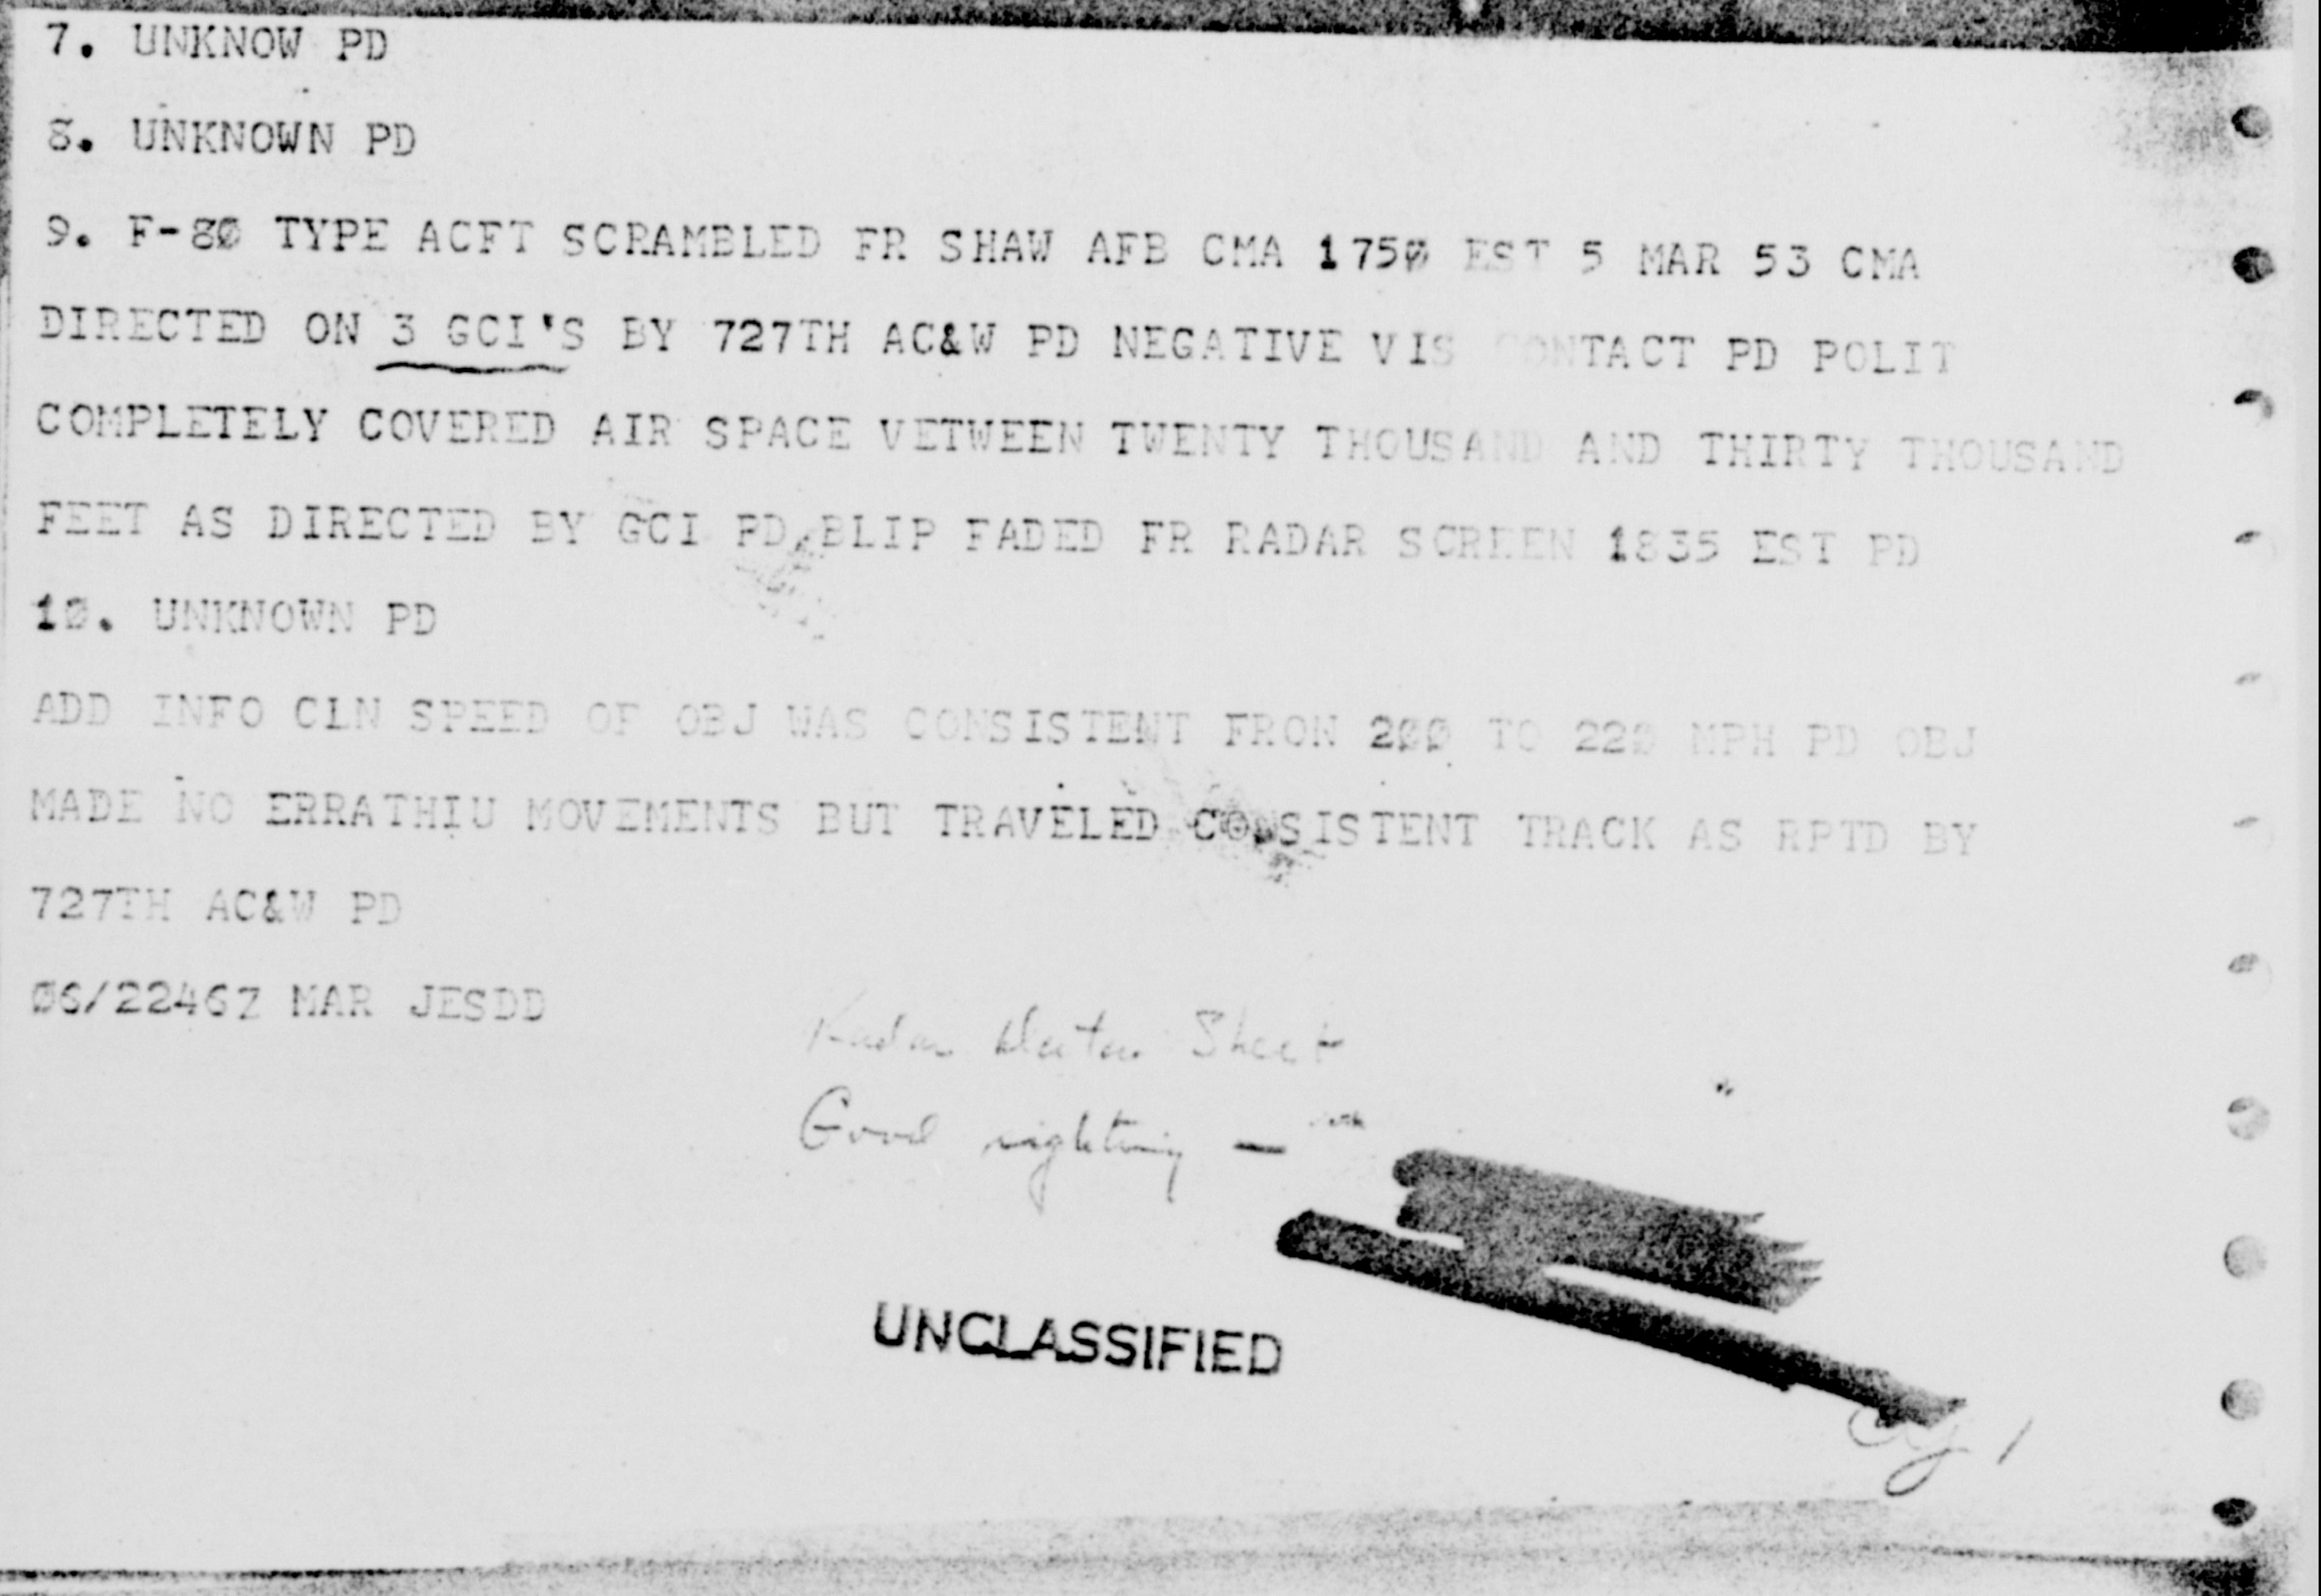 7. UNKNOW PD
8. UNKNOWN PD
9. F-8Ø TYPE ACFT SCRAMBLED FR SHAW AFB CMA 175Ø EST 5 MAR 53 CMA
DIRECTED ON 3 GCI'S BY 727TH AC&W PD NEGATIVE VIS CONTACT PD POLIT
COMPLETELY COVERED AIR SPACE VETWEEN TWENTY THOUSAND AND THIRTY THOUSAND
FEET AS DIRECTED BY GCI PD BLIP FADED FR RADAR SCREEN 1835 EST PD
1Ø. UNKNOWN PD
ADD INFO CLN SPEED OF OBJ WAS CONSISTENT FRON 2ØØ TO 22Ø MPH PD OBJ
MADE NO ERRATHIU MOVEMENTS BUT TRAVELED CONSISTENT TRACK AS RPTD BY
727TH AC&W PD
Ø6/2246Z MAR JESDD
Radar Data Sheet
Good sighting —
UNCLASSIFIED